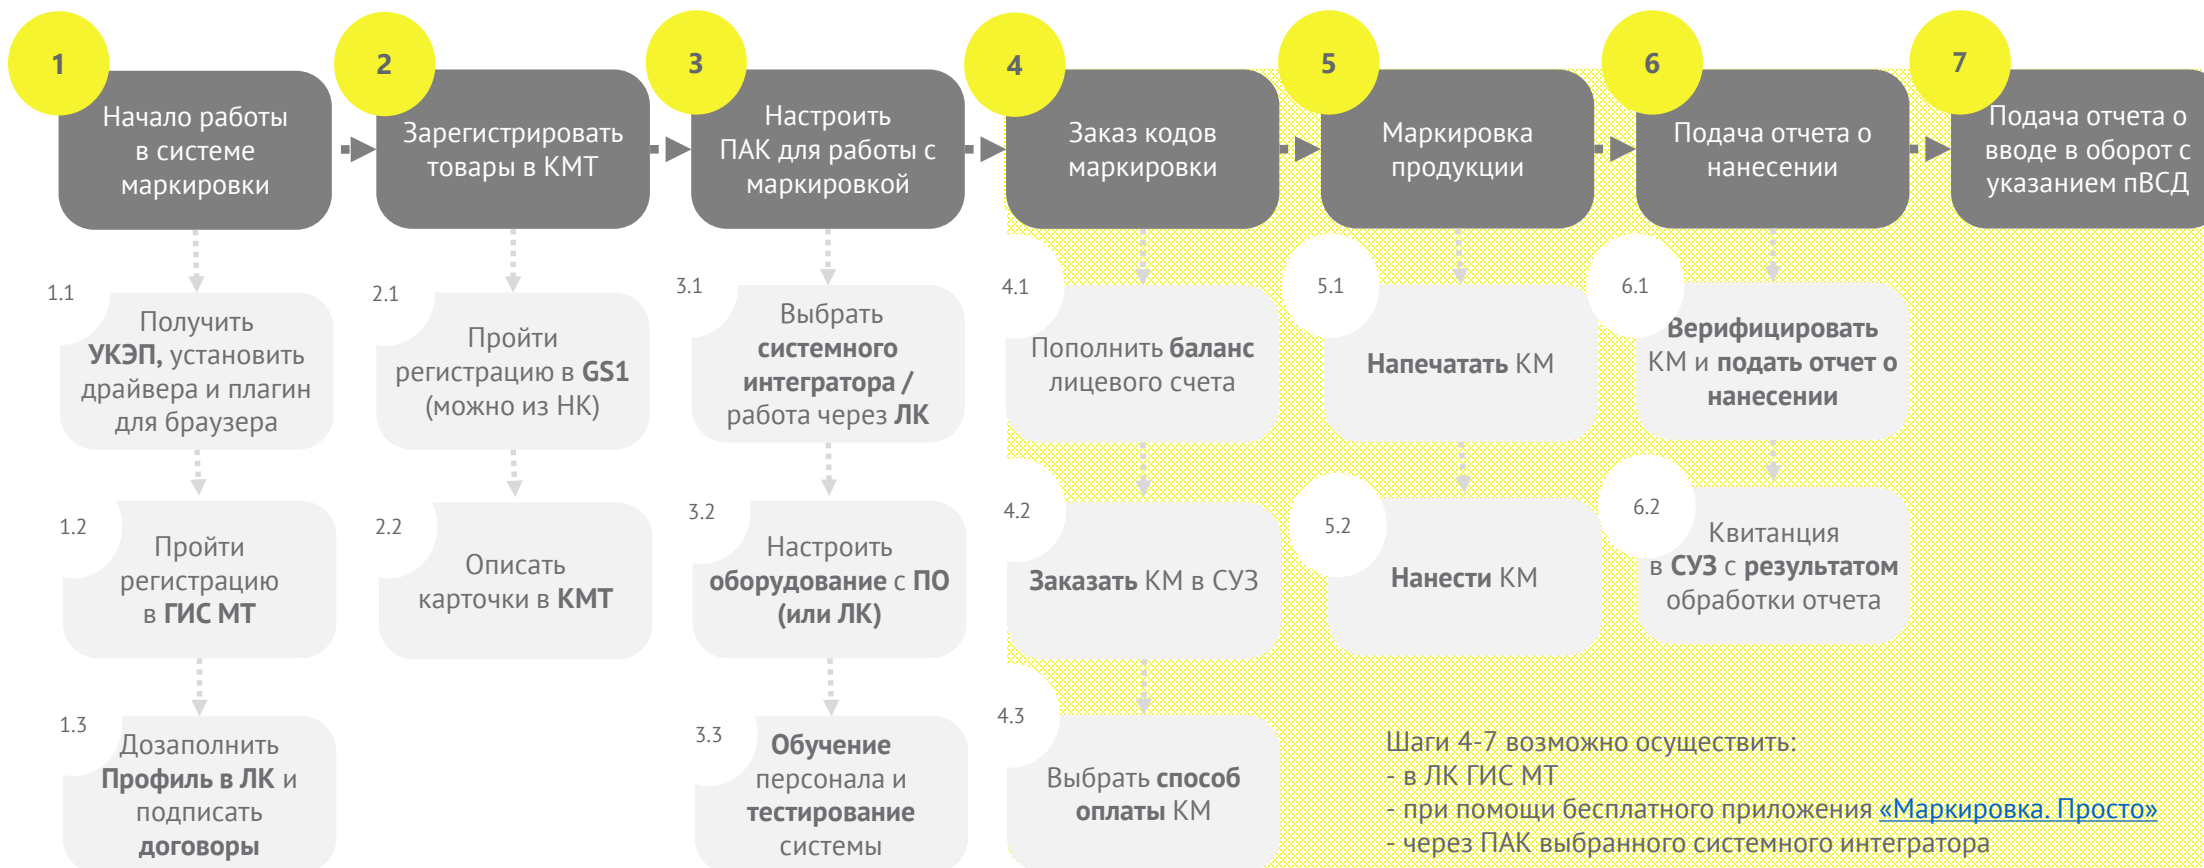 1
Начало работы
в системе
маркировки
2
Зарегистрировать
товары в КМТ
3
Настроить
ПАК для работы с
маркировкой
4
Заказ кодов
маркировки
5
Маркировка
продукции
6
Подача отчета о
нанесении
7
Подача отчета о
вводе в оборот с
указанием пВСД
1.1
Получить
УКЭП, установить
драйвера и плагин
для браузера
1.2
Пройти
регистрацию
в ГИС МТ
1.3
Дозаполнить
Профиль в ЛК и
подписать
договоры
2.1
Пройти
регистрацию в GS1
(можно из НК)
2.2
Описать
карточки в КМТ
3.1
Выбрать
системного
интегратора /
работа через ЛК
3.2
Настроить
оборудование с ПО
(или ЛК)
3.3
Обучение
персонала и
тестирование
системы
4.1
Пополнить баланс
лицевого счета
4.2
Заказать КМ в СУЗ
4.3
Выбрать способ
оплаты КМ
5.1
Напечатать КМ
5.2
Нанести КМ
6.1
Верифицировать
КМ и подать отчет о
нанесении
6.2
Квитанция
в СУЗ с результатом
обработки отчета
Шаги 4-7 возможно осуществить:
- в ЛК ГИС МТ
- при помощи бесплатного приложения «Маркировка. Просто»
- через ПАК выбранного системного интегратора